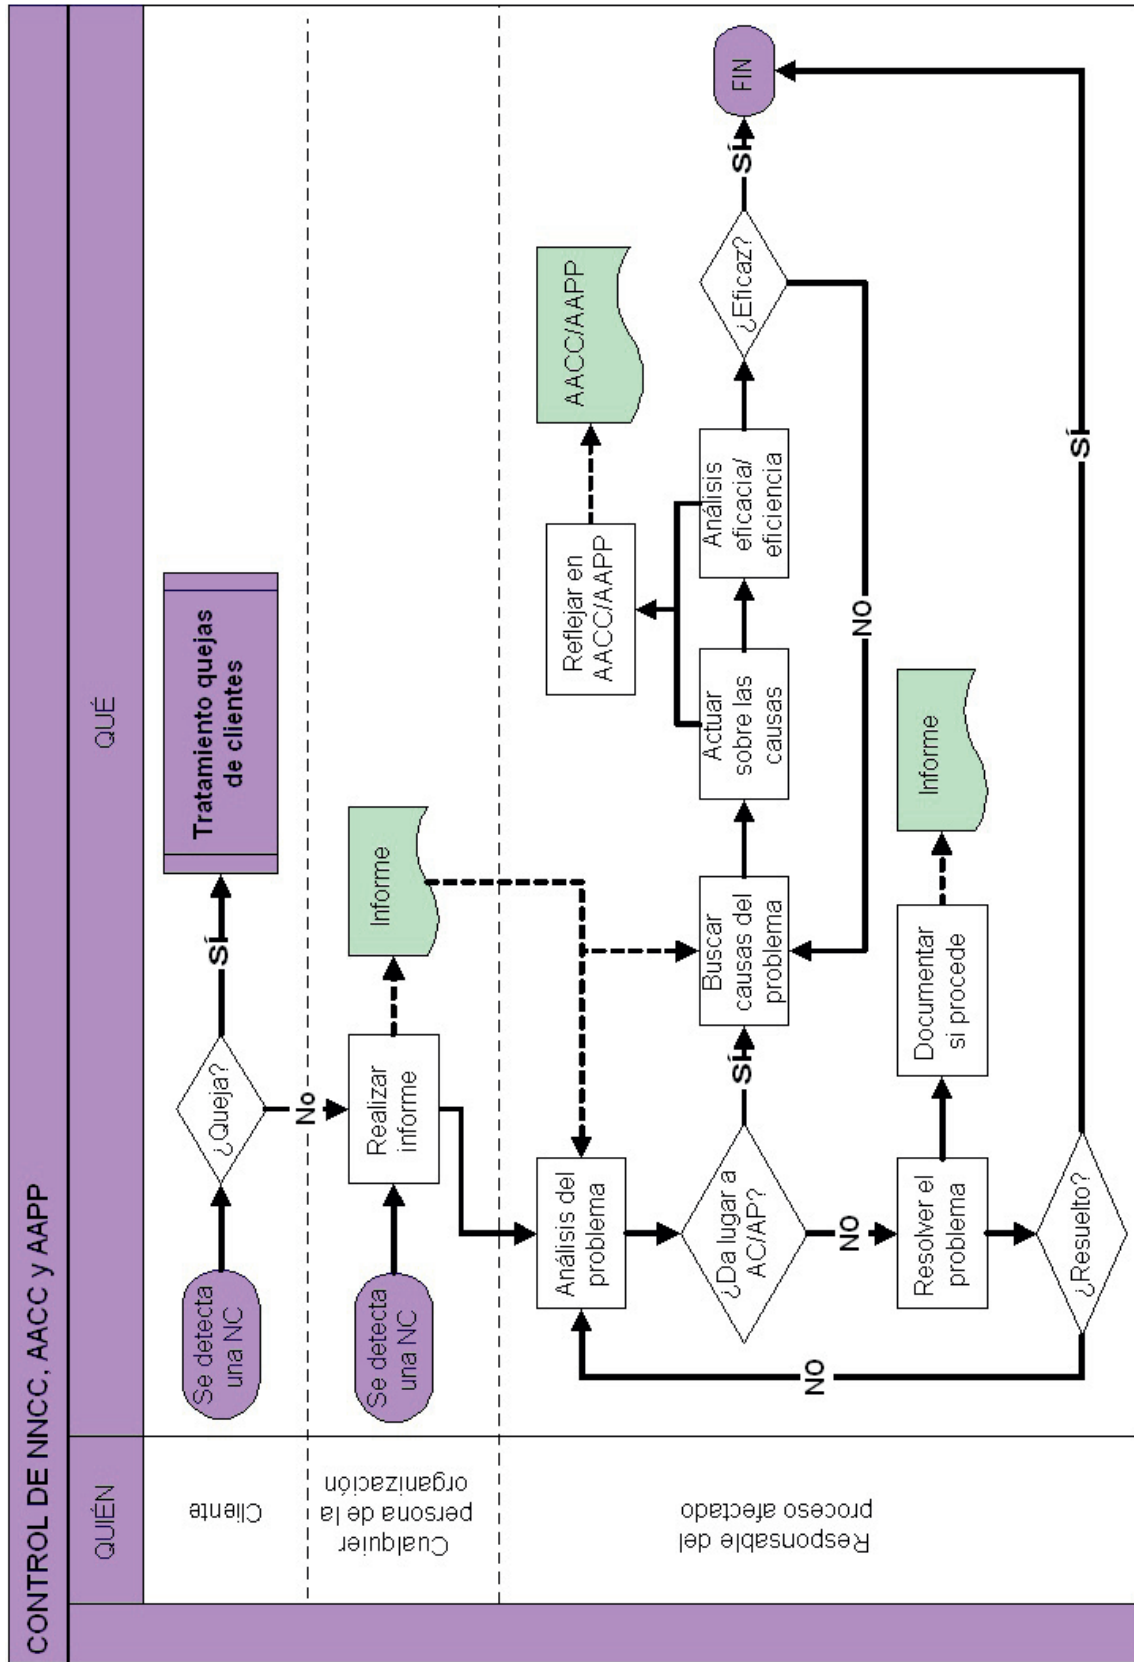 CONTROL DE NNCC, AACC y AAPP
QUIÉN
QUÉ
Cliente
Se detecta
una NC
¿Queja?
SÍ
Tratamiento quejas
de clientes
No
Cualquier
persona de la
organización
Se detecta
una NC
Realizar
informe
Informe
Responsable del
proceso afectado
Análisis del
problema
Reflejar en
AACC/AAPP
AACC/AAPP
¿Da lugar a
AC/AP?
SÍ
Buscar
causas del
problema
Actuar
sobre las
causas
Análisis
eficacia/
eficiencia
¿Eficaz?
SÍ
FIN
NO
NO
NO
Resolver el
problema
Documentar
si procede
Informe
¿Resuelto?
SÍ